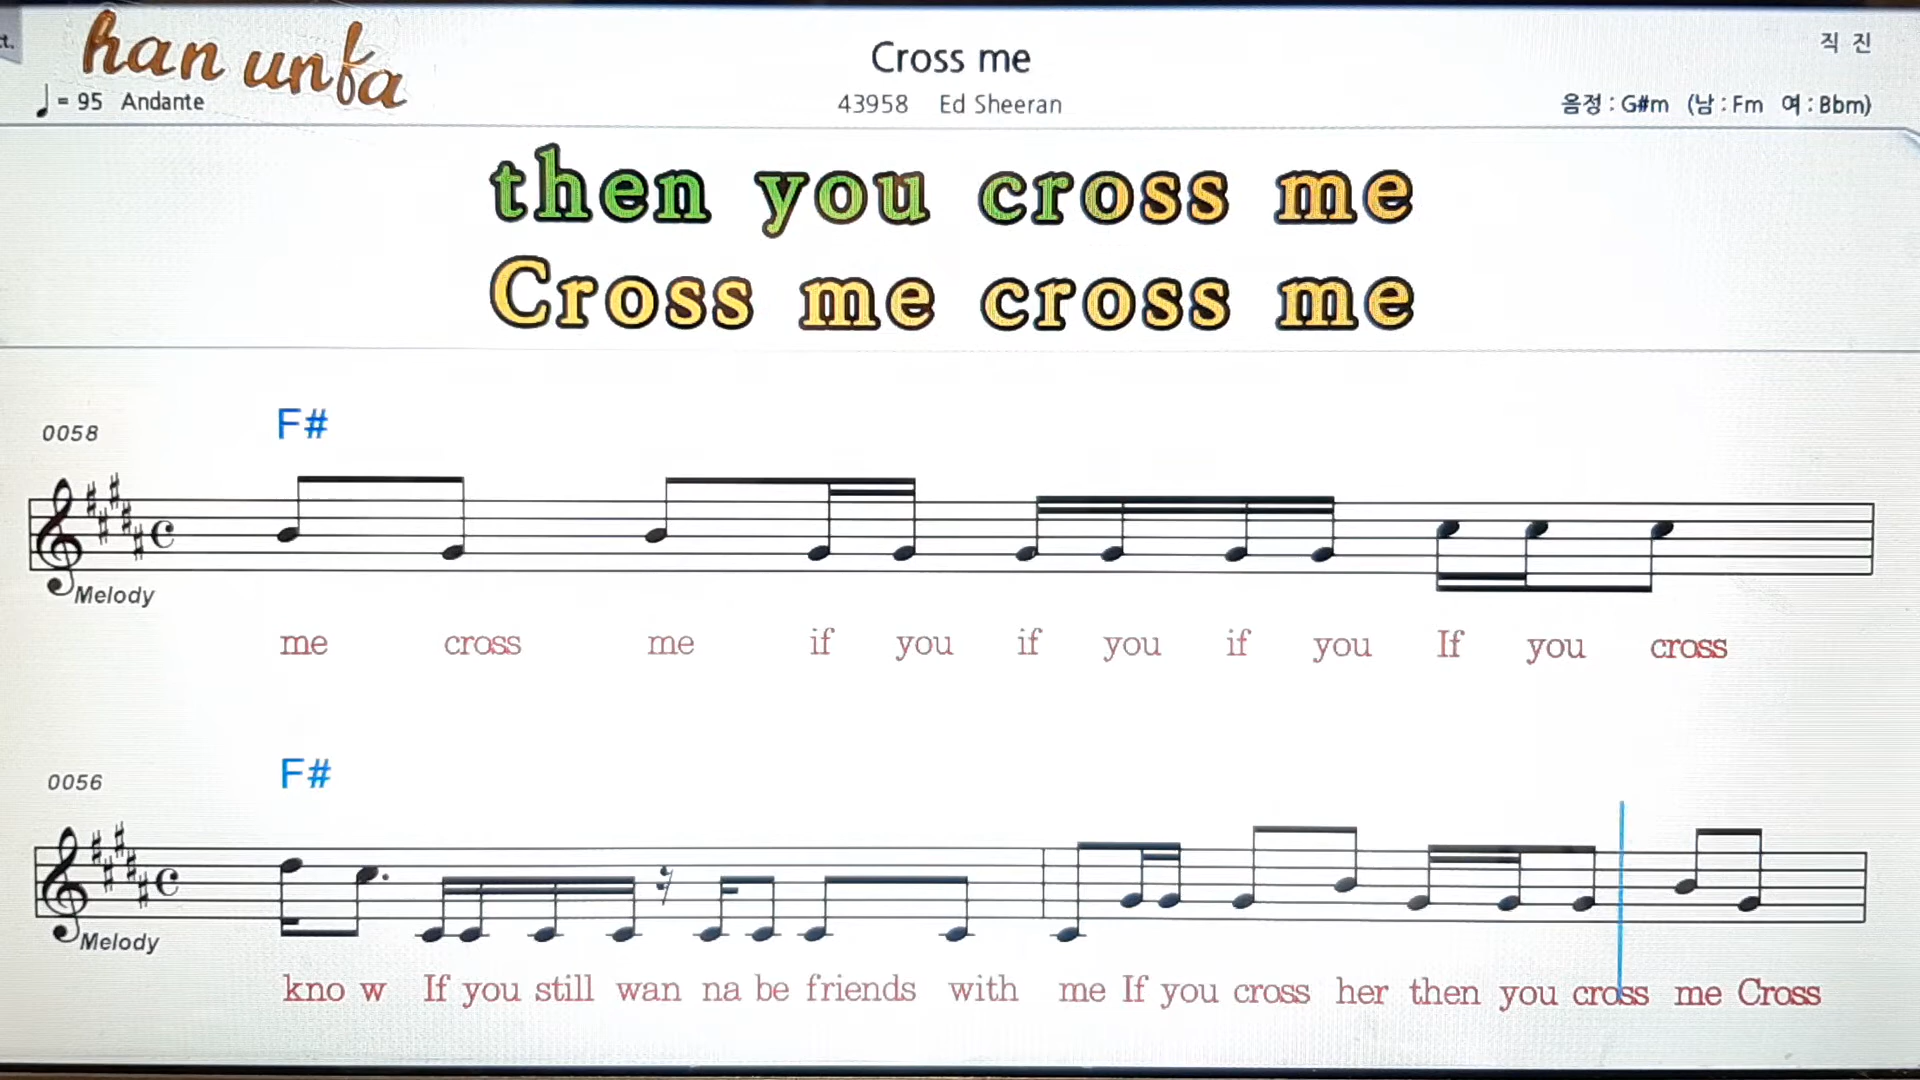 ct.
han unfa
Cross me
직 진
♩ = 95 Andante
43958 Ed Sheeran
음정 : G#m (남 : Fm 여 : Bbm)
then you cross me
Cross me cross me
0058
F#
Melody
me cross me if you if you if you If you cross
0056
F#
Melody
kno w If you still wan na be friends with me If you cross her then you cross me Cross